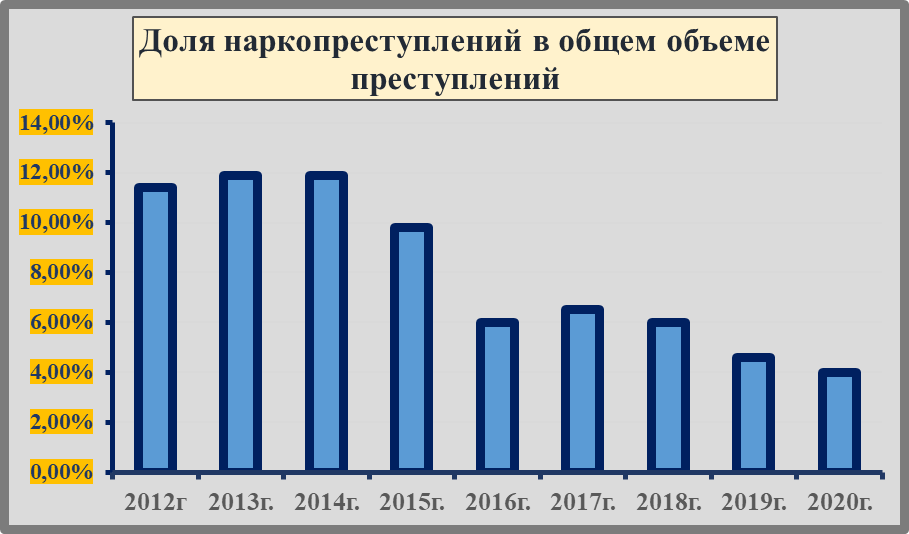 Доля наркопреступлений в общем объеме
преступлений
14,00%
12,00%
10,00%
8,00%
6,00%
4,00%
2,00%
0,00%
2012г 2013г. 2014г. 2015г. 2016г. 2017г. 2018г. 2019г. 2020г.